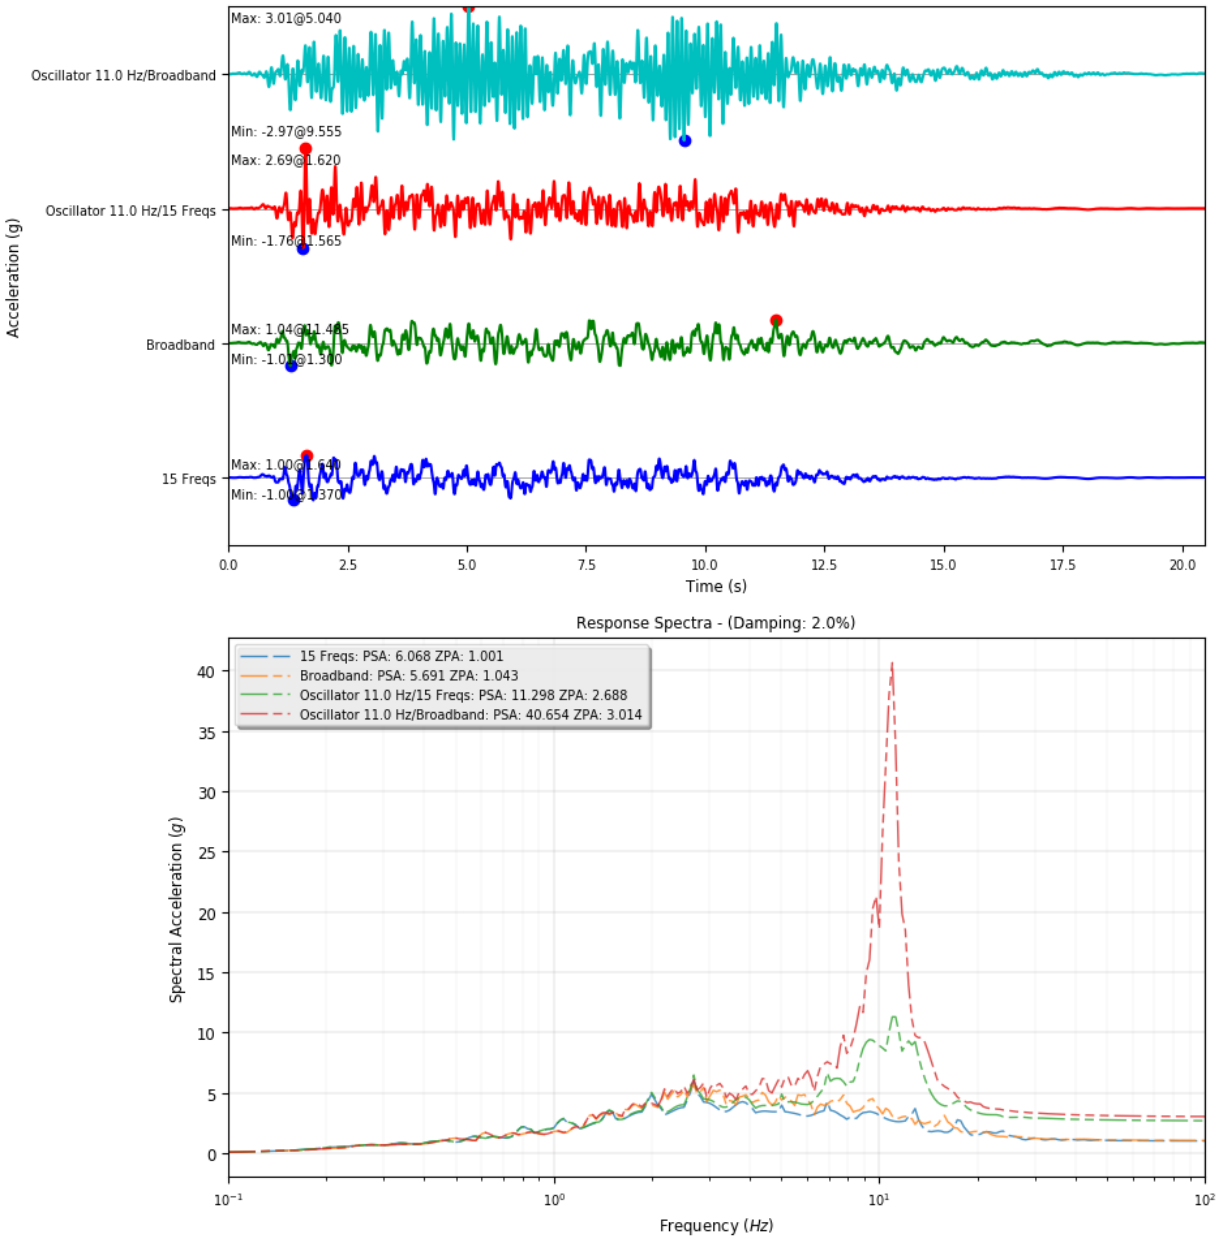 Max: 3.01@5.040
Oscillator 11.0 Hz/Broadband
Min: -2.97@9.555
Max: 2.69@1.620
Oscillator 11.0 Hz/15 Freqs
Min: -1.76@1.565
Acceleration (g)
Max: 1.04@11.485
Broadband
Min: -1.03@1.300
Max: 1.00@1.640
15 Freqs
Min: -1.00@1.370
0.0 2.5 5.0 7.5 10.0 12.5 15.0 17.5 20.0
Time (s)
Response Spectra - (Damping: 2.0%)
15 Freqs: PSA: 6.068 ZPA: 1.001
Broadband: PSA: 5.691 ZPA: 1.043
Oscillator 11.0 Hz/15 Freqs: PSA: 11.298 ZPA: 2.688
Oscillator 11.0 Hz/Broadband: PSA: 40.654 ZPA: 3.014
40
35
30
25
20
15
10
5
0
Spectral Acceleration (g)
10⁻¹ 10⁰ 10¹ 10²
Frequency (Hz)